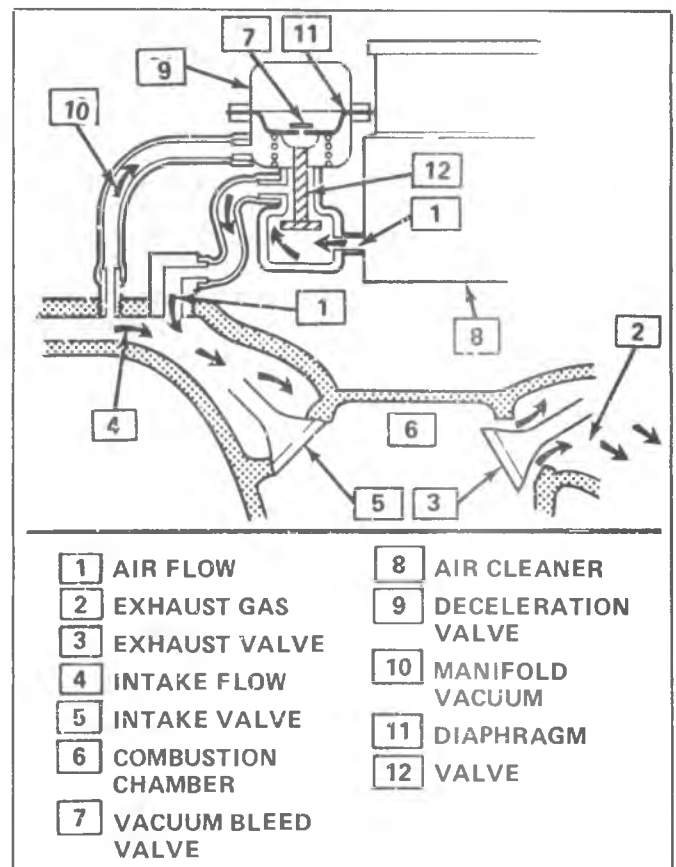 7
11
9
10
12
1
1
8
2
4
6
5
3
1 AIR FLOW
2 EXHAUST GAS
3 EXHAUST VALVE
4 INTAKE FLOW
5 INTAKE VALVE
6 COMBUSTION
CHAMBER
7 VACUUM BLEED
VALVE
8 AIR CLEANER
9 DECELERATION
VALVE
10 MANIFOLD
VACUUM
11 DIAPHRAGM
12 VALVE